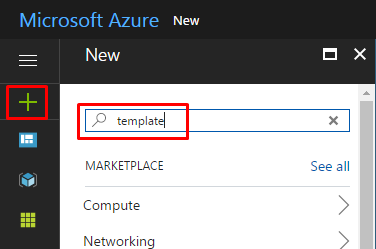 Microsoft Azure New
New
template
MARKETPLACE See all
Compute
Networking